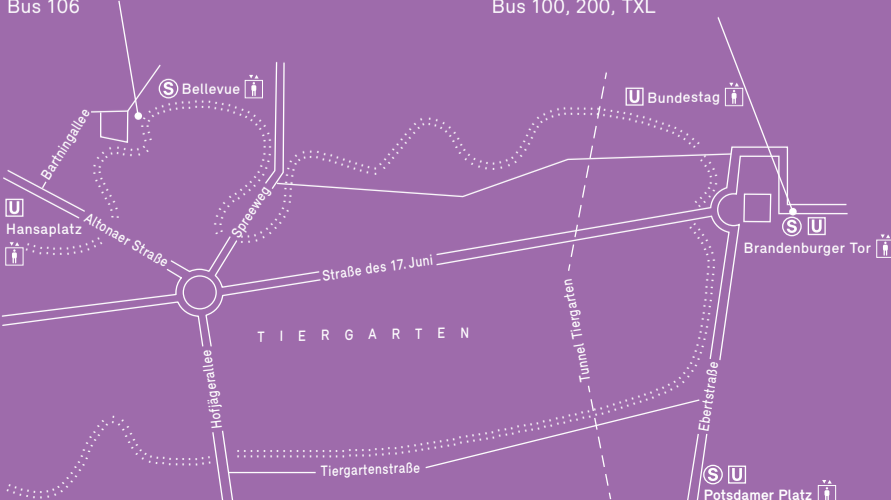 Bus 106
Bus 100, 200, TXL
S Bellevue
U Bundestag
Bartningallee
U
Hansaplatz
Altonaer Straße
Spreeweg
S U
Brandenburger Tor
Straße des 17. Juni
TIERGARTEN
Tunnel Tiergarten
Hofjägerallee
Ebertstraße
Tiergartenstraße
S U
Potsdamer Platz